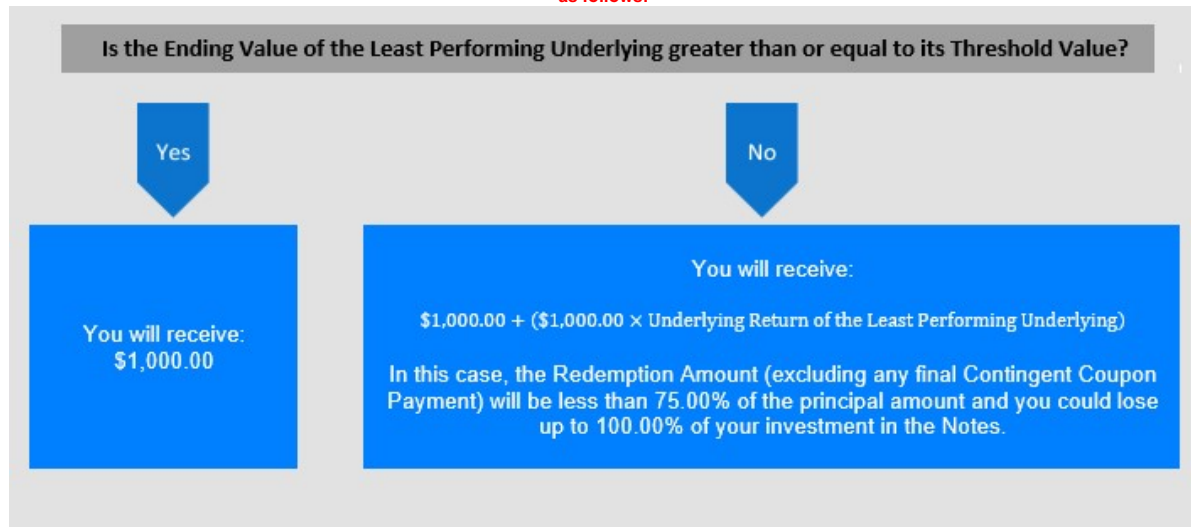 as follows:
Is the Ending Value of the Least Performing Underlying greater than or equal to its Threshold Value?
Yes
No
You will receive:
$1,000.00
You will receive:
$1,000.00 + ($1,000.00 × Underlying Return of the Least Performing Underlying)
In this case, the Redemption Amount (excluding any final Contingent Coupon
Payment) will be less than 75.00% of the principal amount and you could lose
up to 100.00% of your investment in the Notes.